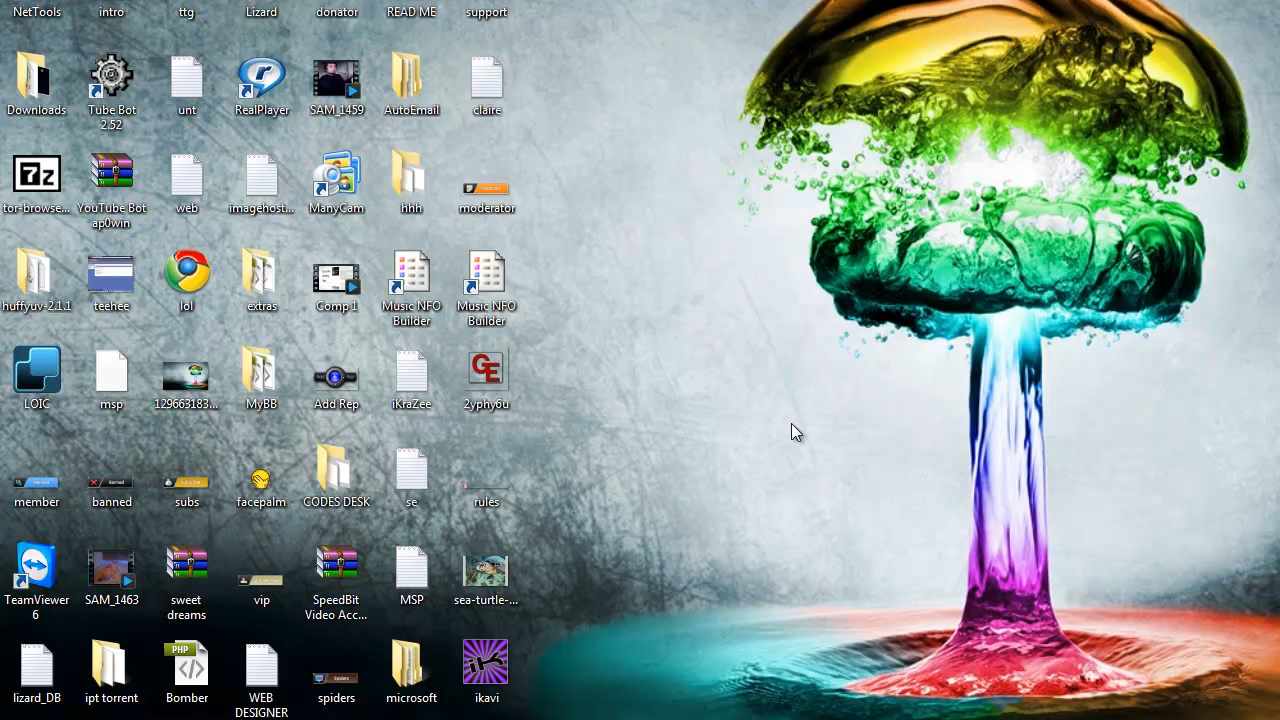 NetTools
intro
ttg
Lizard
donator
READ ME
support
Downloads
Tube Bot
2.52
unt
RealPlayer
SAM_1459
AutoEmail
claire
tor-browse...
YouTube Bot
ap0win
web
imagehost...
ManyCam
hhh
moderator
huffyuv-2.1.1
teehee
lol
extras
Comp 1
Music NFO
Builder
Music NFO
Builder
LOIC
msp
129663183...
MyBB
Add Rep
iKraZee
2yphy6u
member
banned
subs
facepalm
CODES DESK
se
rules
TeamViewer
6
SAM_1463
sweet
dreams
vip
SpeedBit
Video Acc...
MSP
sea-turtle-...
lizard_DB
ipt torrent
PHP
Bomber
WEB
DESIGNER
spiders
microsoft
ikavi